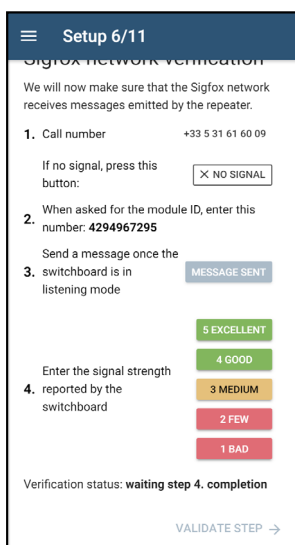 Setup 6/11
Sigfox network verification
We will now make sure that the Sigfox network
receives messages emitted by the repeater.
1. Call number +33 5 31 61 60 09
If no signal, press this
button:
× NO SIGNAL
2. When asked for the module ID, enter this
number: 4294967295
3. Send a message once the
switchboard is in
listening mode
MESSAGE SENT
4. Enter the signal strength
reported by the
switchboard
5 EXCELLENT
4 GOOD
3 MEDIUM
2 FEW
1 BAD
Verification status: waiting step 4. completion
VALIDATE STEP →